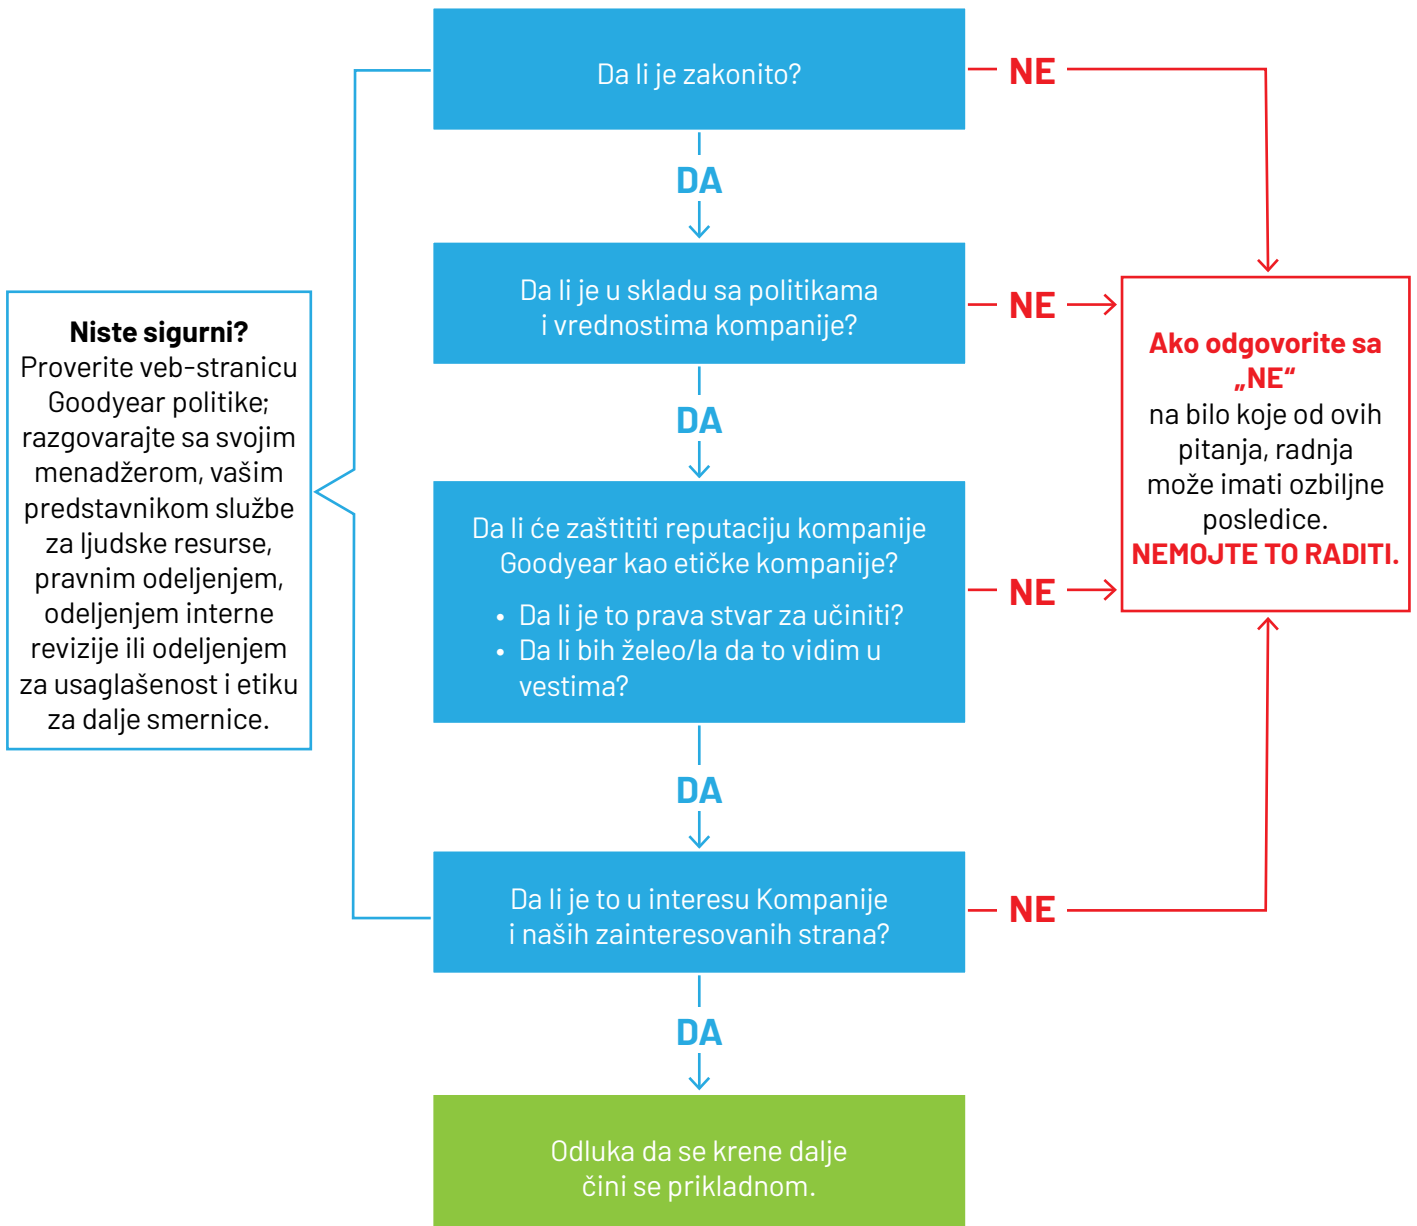 Da li je zakonito?
NE
DA
Da li je u skladu sa politikama
i vrednostima kompanije?
NE
DA
Niste sigurni?
Proverite veb-stranicu
Goodyear politike;
razgovarajte sa svojim
menadžerom, vašim
predstavnikom službe
za ljudske resurse,
pravnim odeljenjem,
odeljenjem interne
revizije ili odeljenjem
za usaglašenost i etiku
za dalje smernice.
Ako odgovorite sa
„NE“
na bilo koje od ovih
pitanja, radnja
može imati ozbiljne
posledice.
NEMOJTE TO RADITI.
Da li će zaštititi reputaciju kompanije
Goodyear kao etičke kompanije?
• Da li je to prava stvar za učiniti?
• Da li bih želeo/la da to vidim u
vestima?
NE
DA
Da li je to u interesu Kompanije
i naših zainteresovanih strana?
NE
DA
Odluka da se krene dalje
čini se prikladnom.